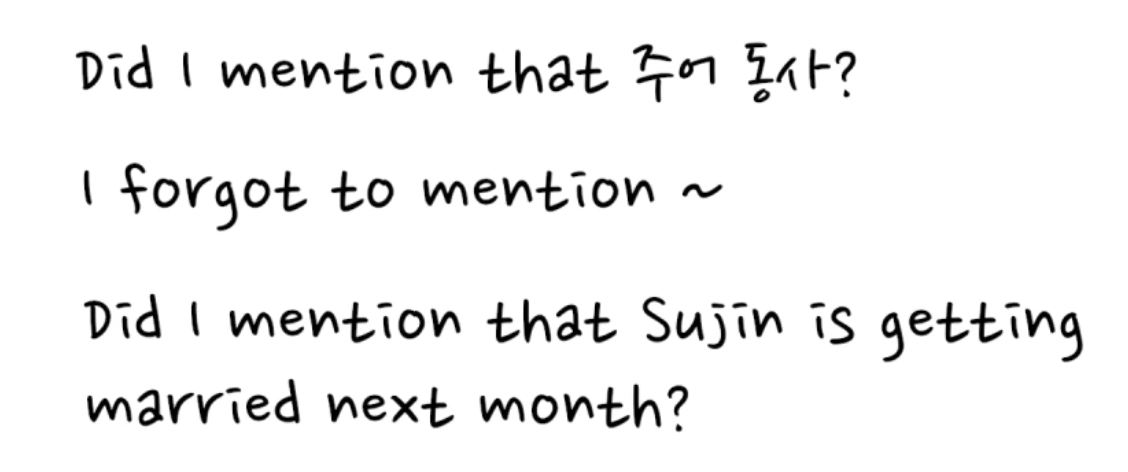 Did I mention that 주어 동사?
I forgot to mention ~
Did I mention that Sujin is getting
married next month?